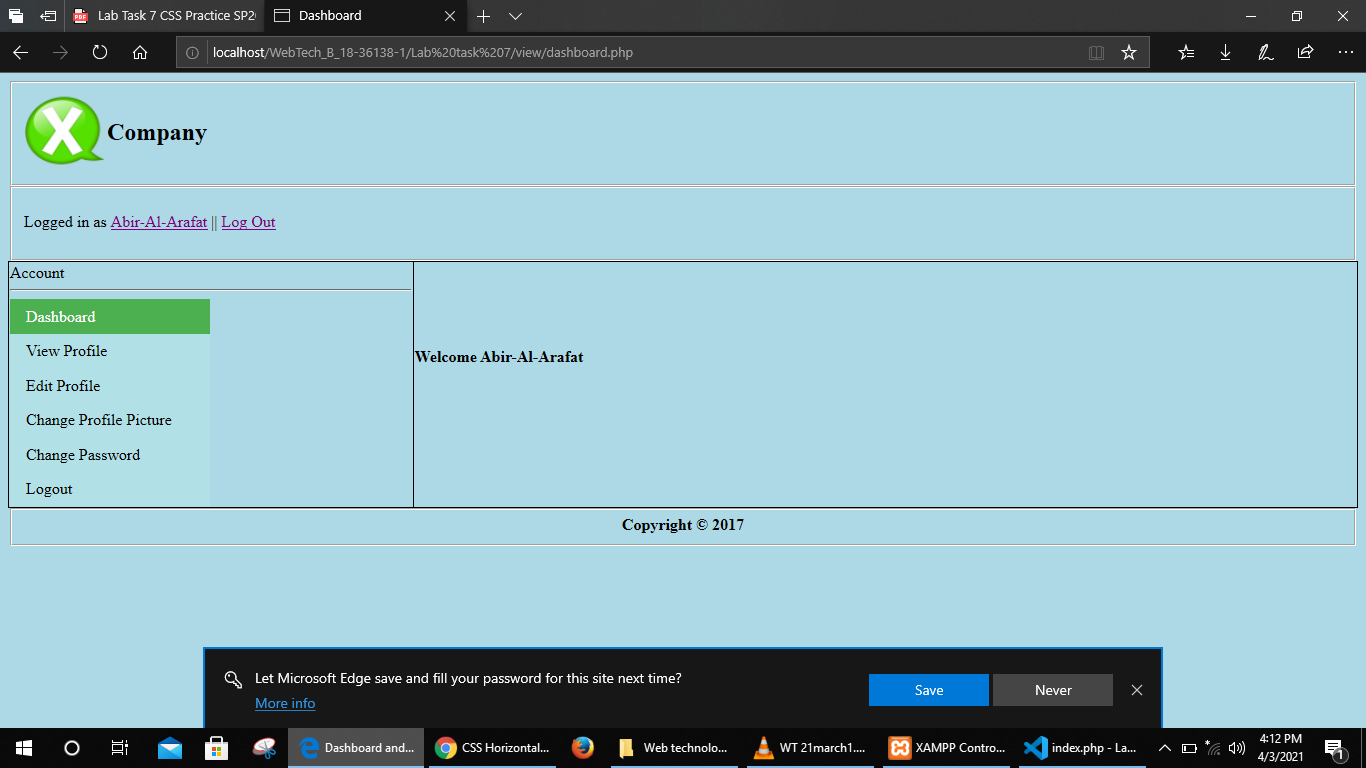 Lab Task 7 CSS Practice SP2
Dashboard
localhost/WebTech_B_18-36138-1/Lab%20task%207/view/dashboard.php
X Company
Logged in as Abir-Al-Arafat || Log Out
Account
Dashboard
View Profile
Edit Profile
Change Profile Picture
Change Password
Logout
Welcome Abir-Al-Arafat
Copyright © 2017
Let Microsoft Edge save and fill your password for this site next time?
More info
Save
Never
Dashboard and...
CSS Horizontal...
Web technolo...
WT 21march1....
XAMPP Contro...
index.php - La...
4:12 PM
4/3/2021
1